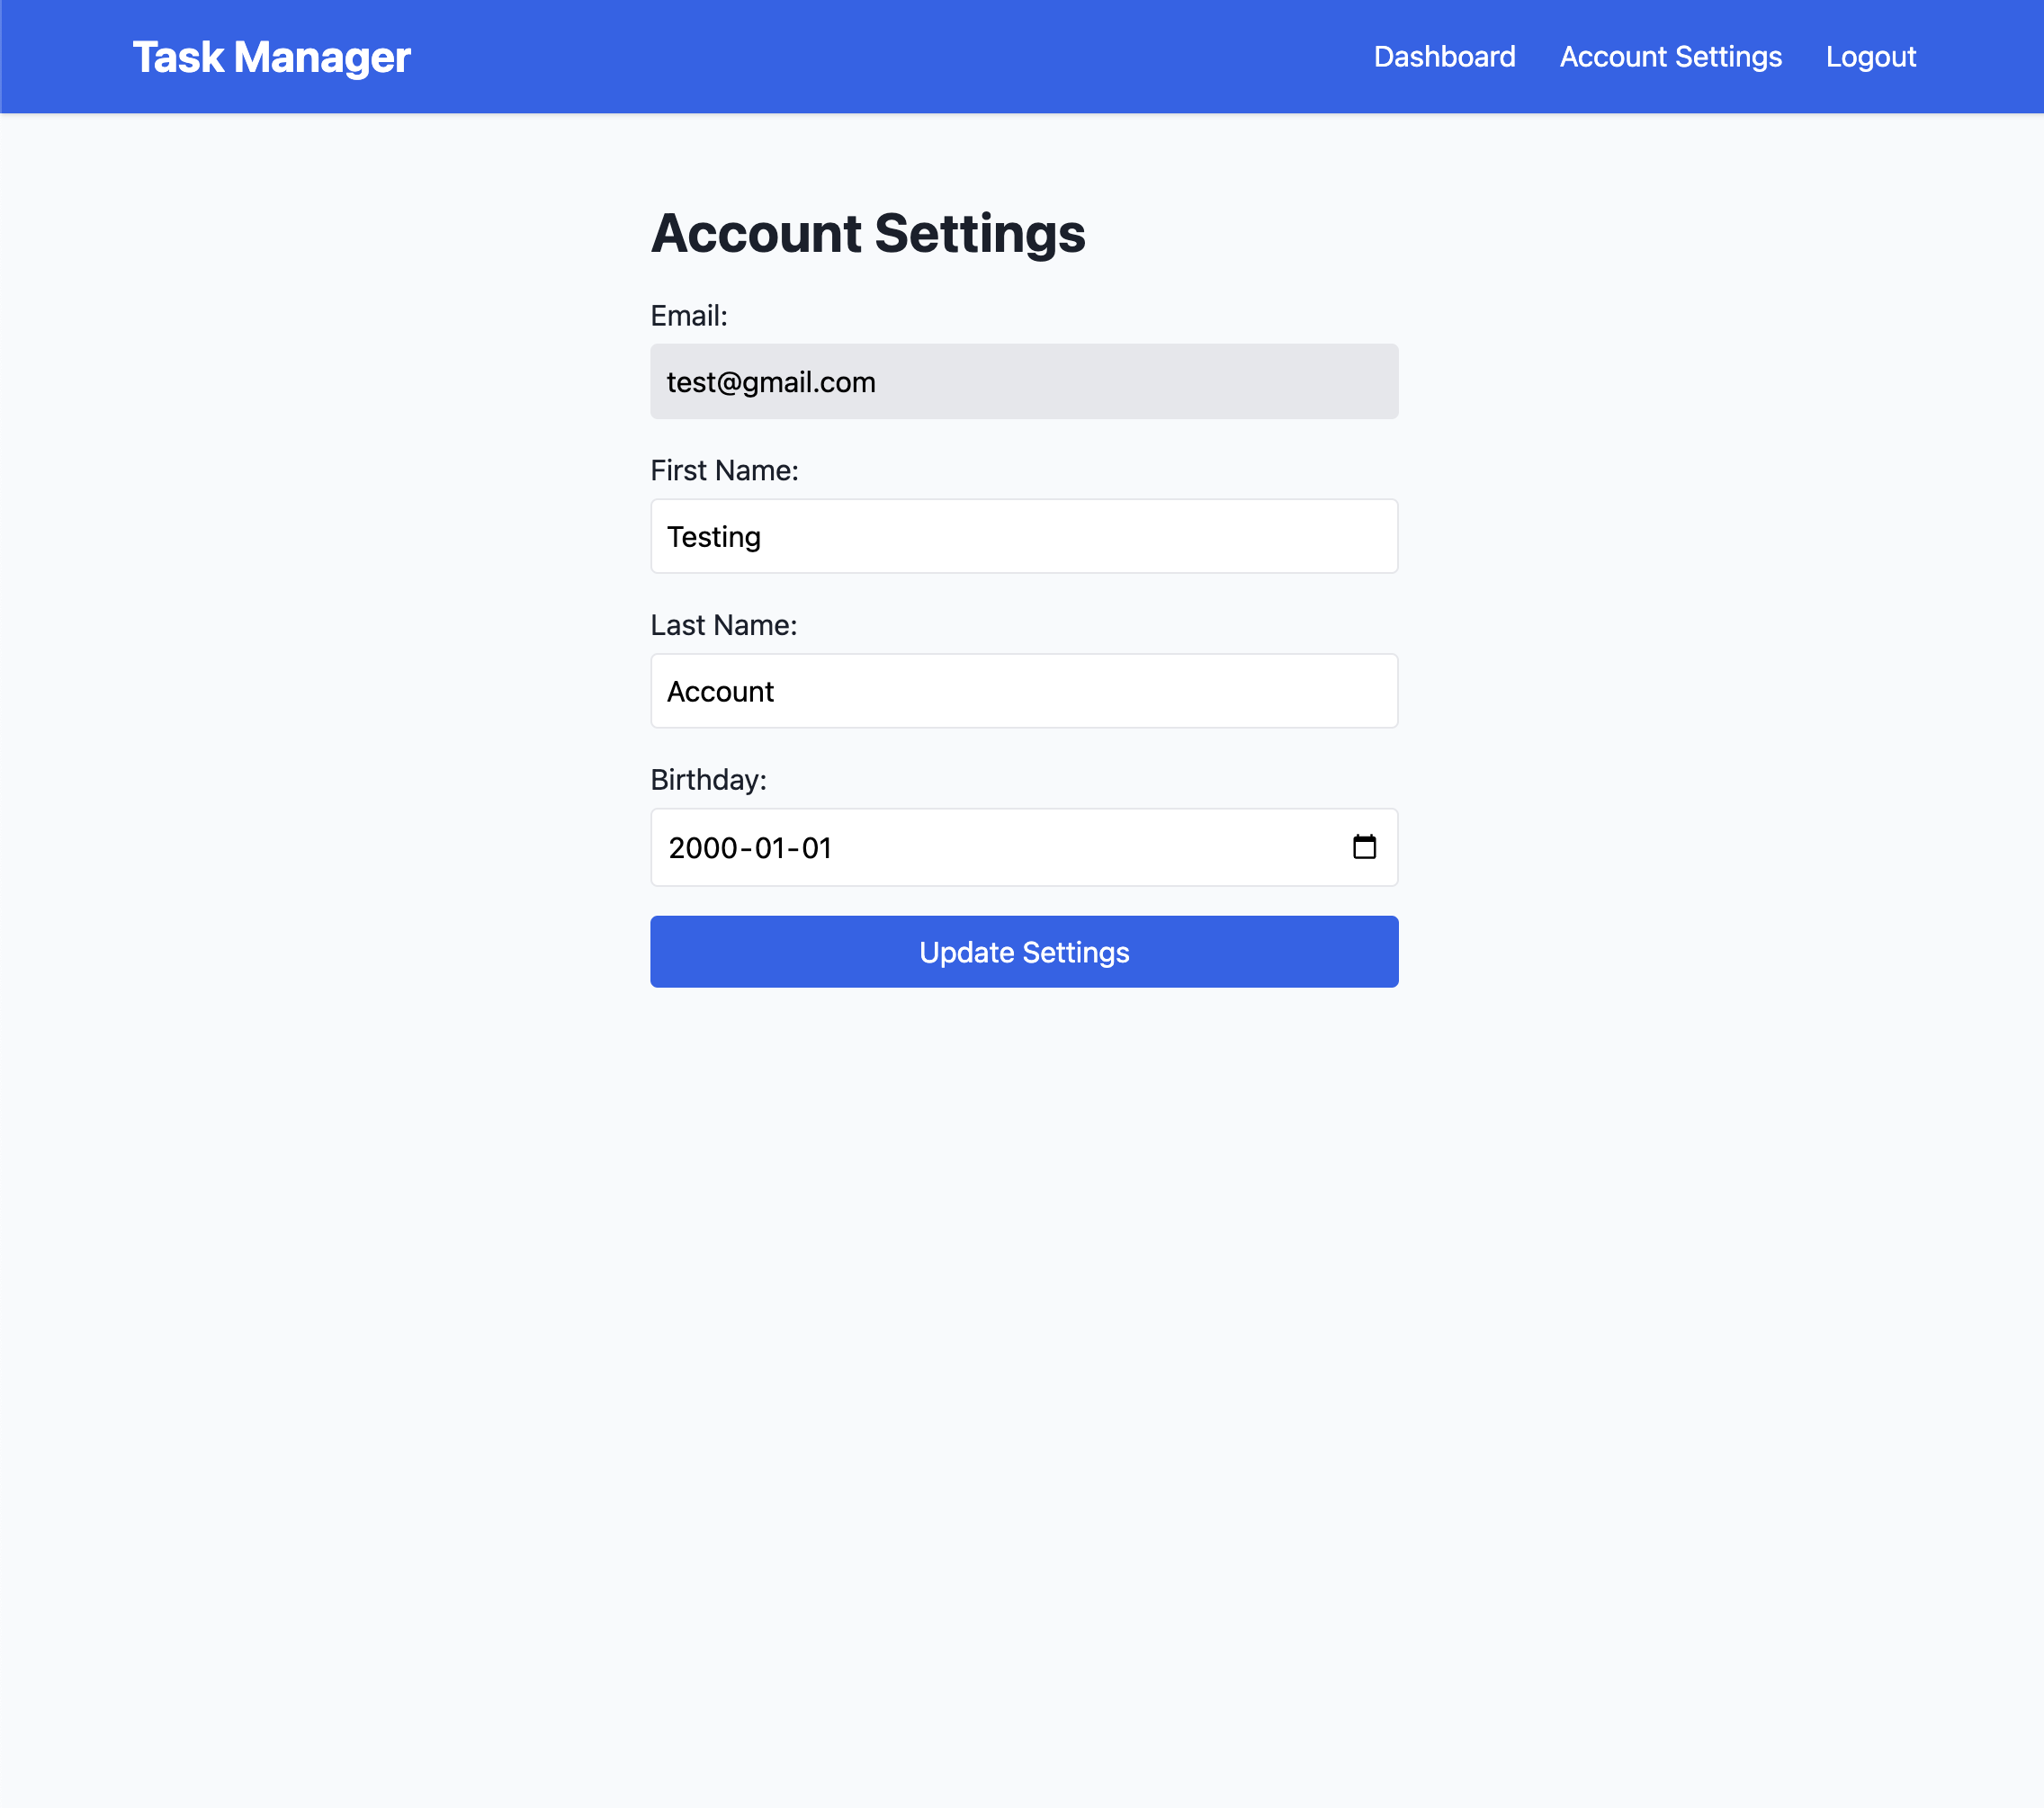 Task Manager Dashboard Account Settings Logout
Account Settings
Email:
test@gmail.com
First Name:
Testing
Last Name:
Account
Birthday:
2000-01-01
Update Settings